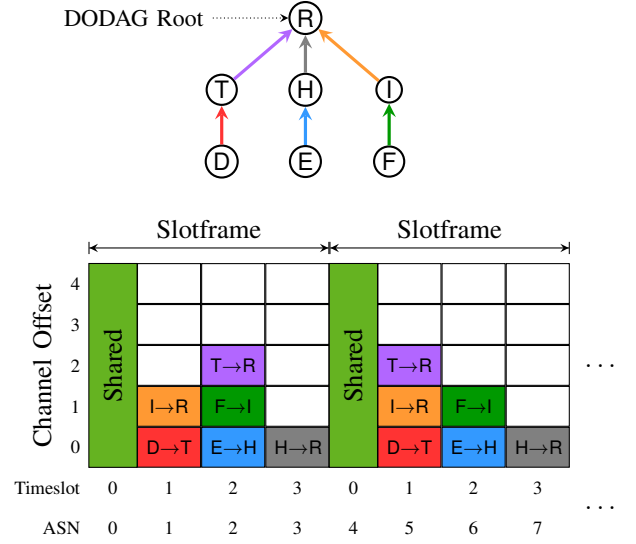 DODAG Root
R
T
H
I
D
E
F
Slotframe
Slotframe
Channel Offset
4
3
2
1
0
Shared
T→R
I→R
F→I
D→T
E→H
H→R
Shared
T→R
I→R
F→I
D→T
E→H
H→R
. . .
Timeslot 0 1 2 3 0 1 2 3
. . .
ASN 0 1 2 3 4 5 6 7